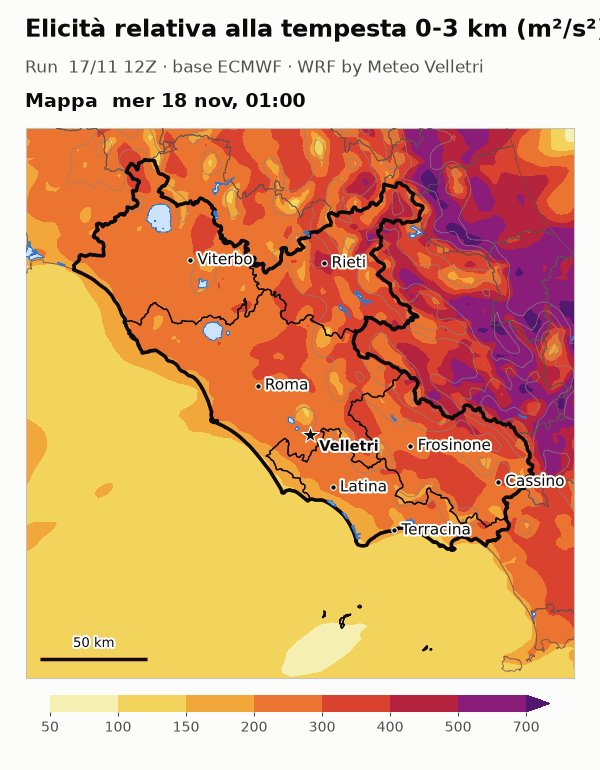 Elicità relativa alla tempesta 0-3 km (m²/s²)
Run 17/11 12Z · base ECMWF · WRF by Meteo Velletri
Mappa mer 18 nov, 01:00
Viterbo
Rieti
Roma
Velletri
Frosinone
Latina
Cassino
Terracina
50 km
50 100 150 200 300 400 500 700